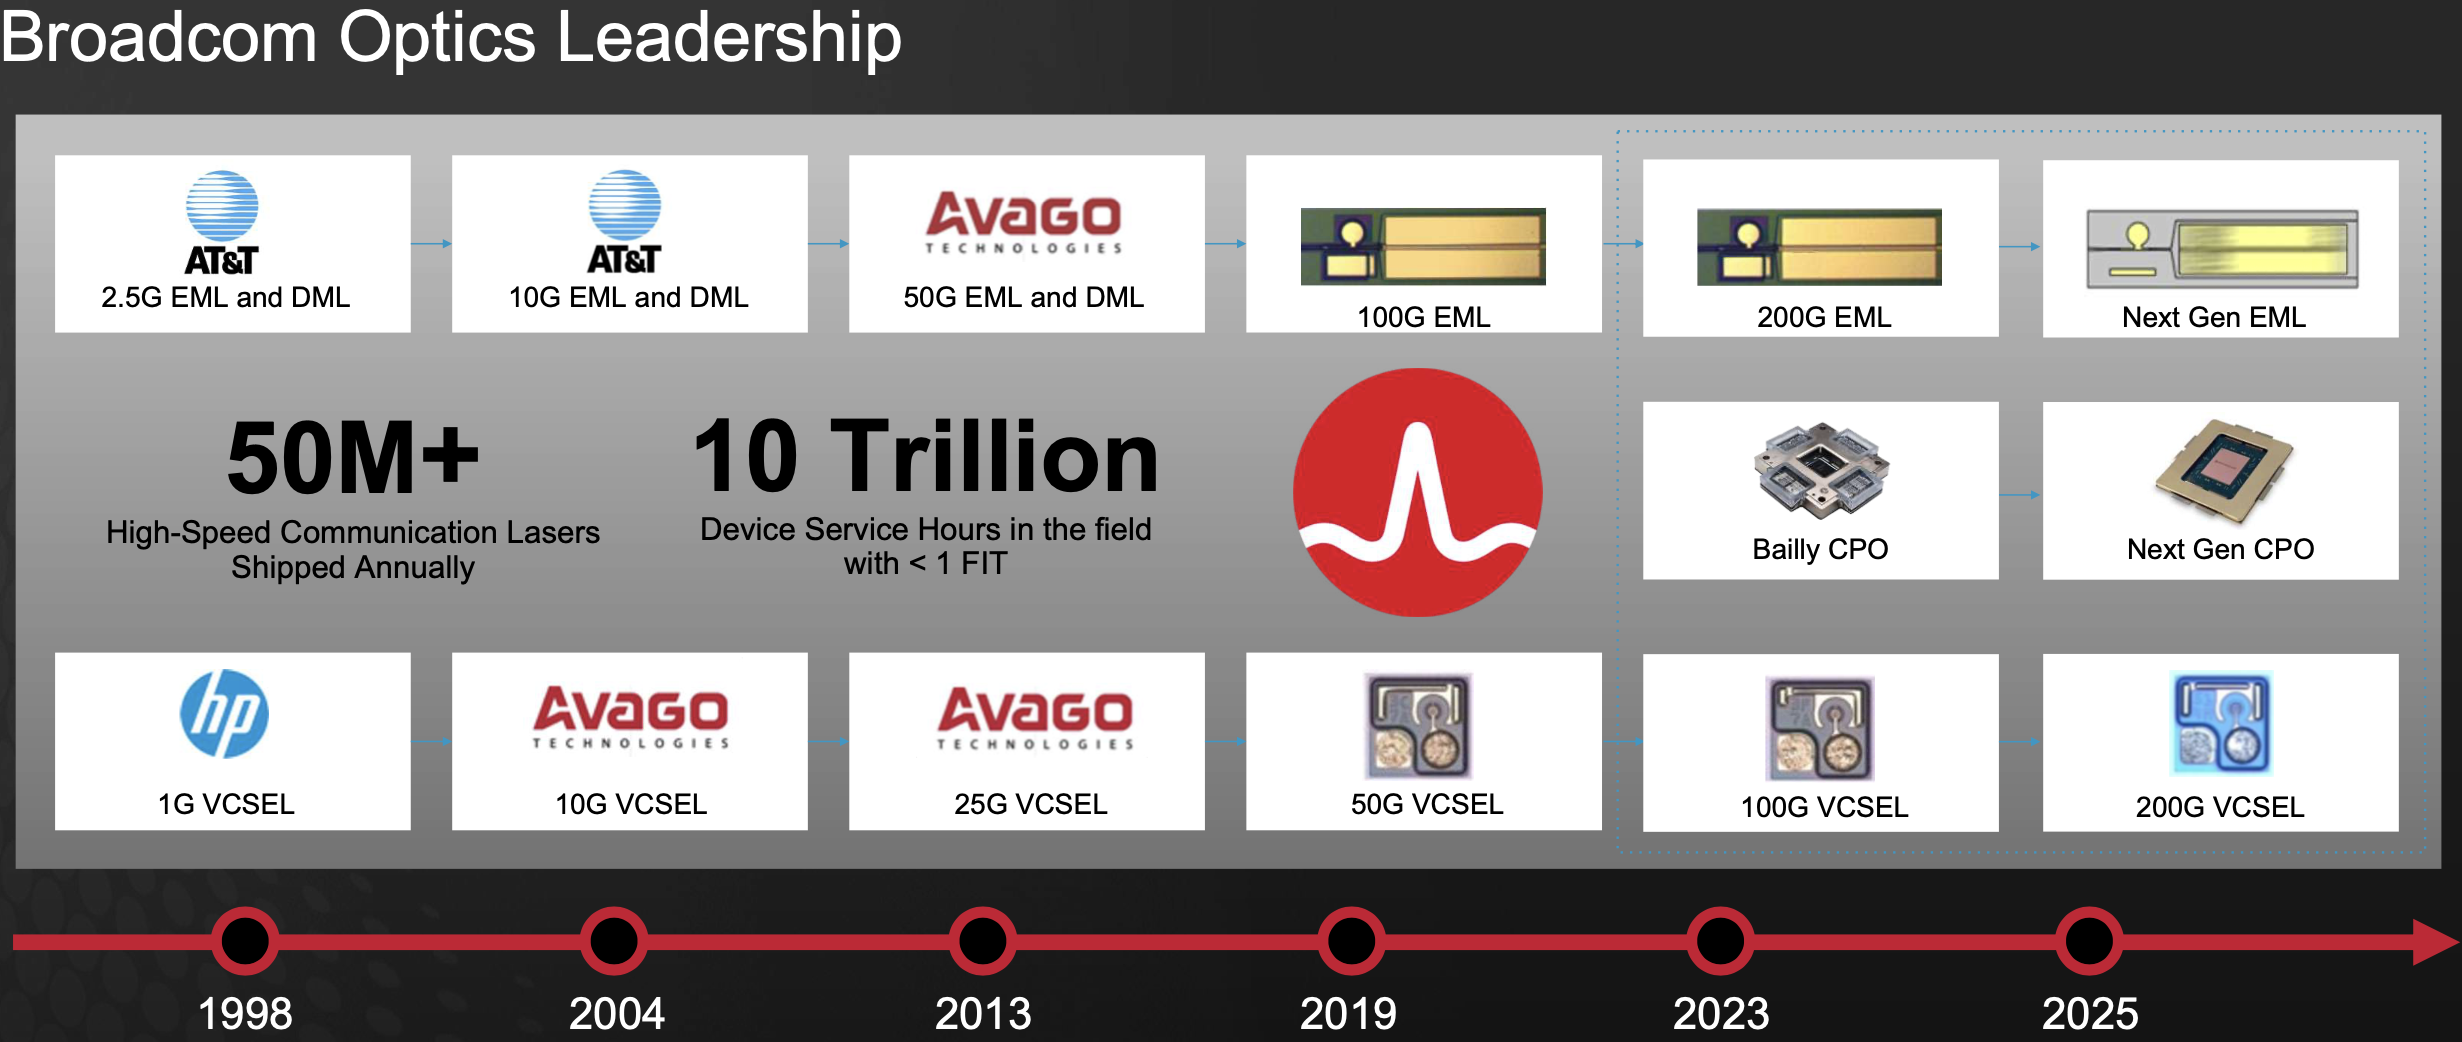 Broadcom Optics Leadership
AT&T
2.5G EML and DML
AT&T
10G EML and DML
AVAGO
TECHNOLOGIES
50G EML and DML
100G EML
200G EML
Next Gen EML
50M+
High-Speed Communication Lasers
Shipped Annually
10 Trillion
Device Service Hours in the field
with < 1 FIT
Bailly CPO
Next Gen CPO
hp
1G VCSEL
AVAGO
TECHNOLOGIES
10G VCSEL
AVAGO
TECHNOLOGIES
25G VCSEL
50G VCSEL
100G VCSEL
200G VCSEL
1998
2004
2013
2019
2023
2025